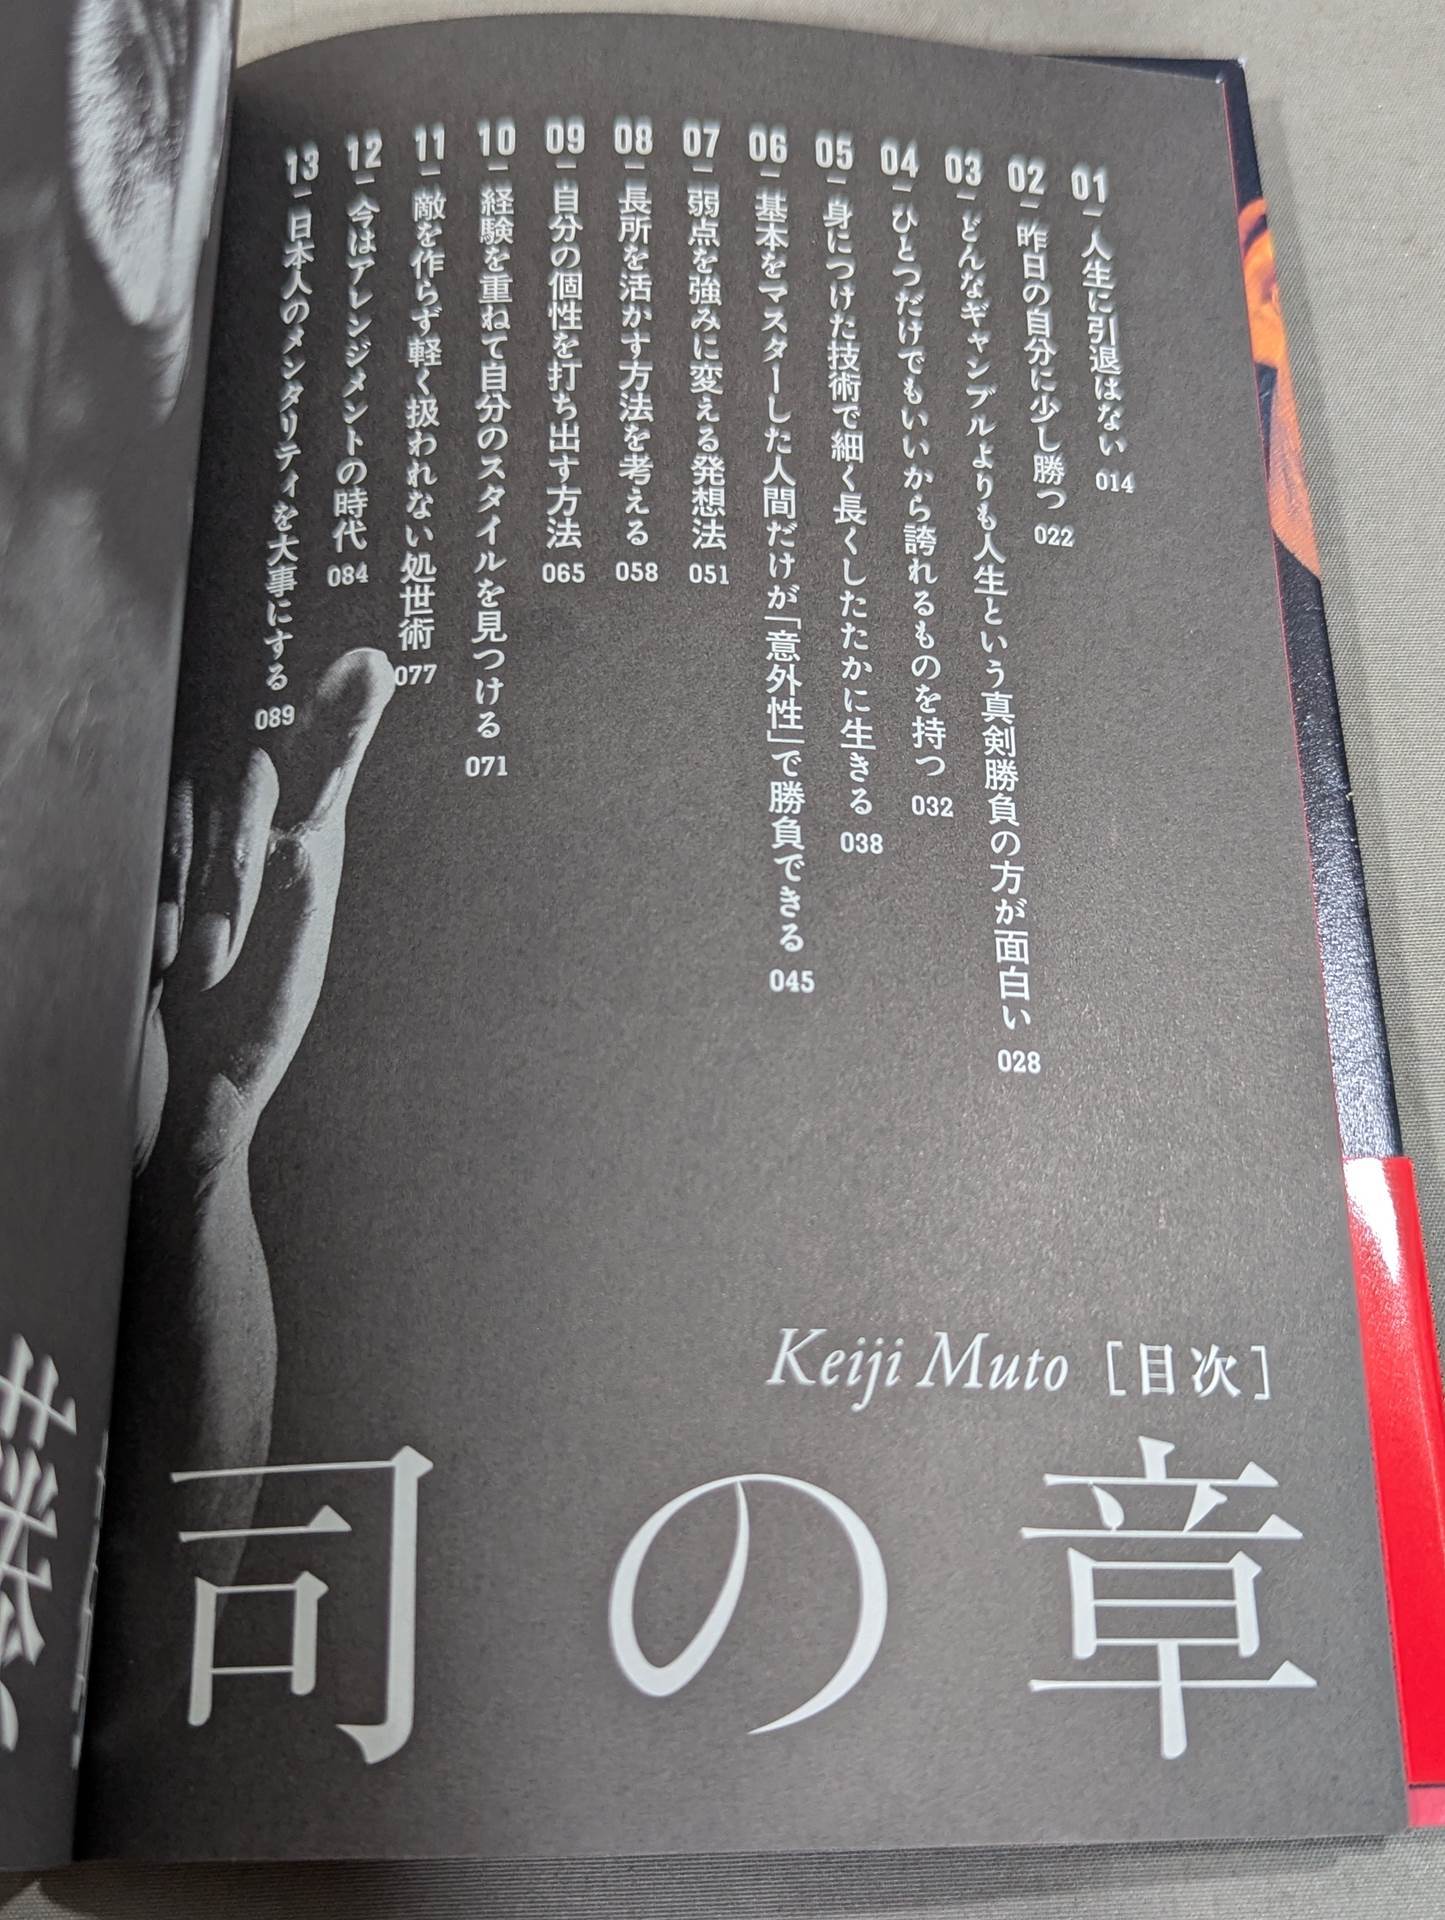 01 人生に引退はない 014
02 昨日の自分に少し勝つ 022
03 どんなギャンブルよりも人生という真剣勝負の方が面白い 028
04 ひとつだけでもいいから誇れるものを持つ 032
05 身につけた技術で細く長くしたたかに生きる 038
06 基本をマスターした人間だけが「意外性」で勝負できる 045
07 弱点を強みに変える発想法 051
08 長所を活かす方法を考える 058
09 自分の個性を打ち出す方法 065
10 経験を重ねて自分のスタイルを見つける 071
11 敵を作らず軽く扱われない処世術 077
12 今はアレンジメントの時代 084
13 日本人のメンタリティを大事にする 089
Keiji Muto [目次]
司の章